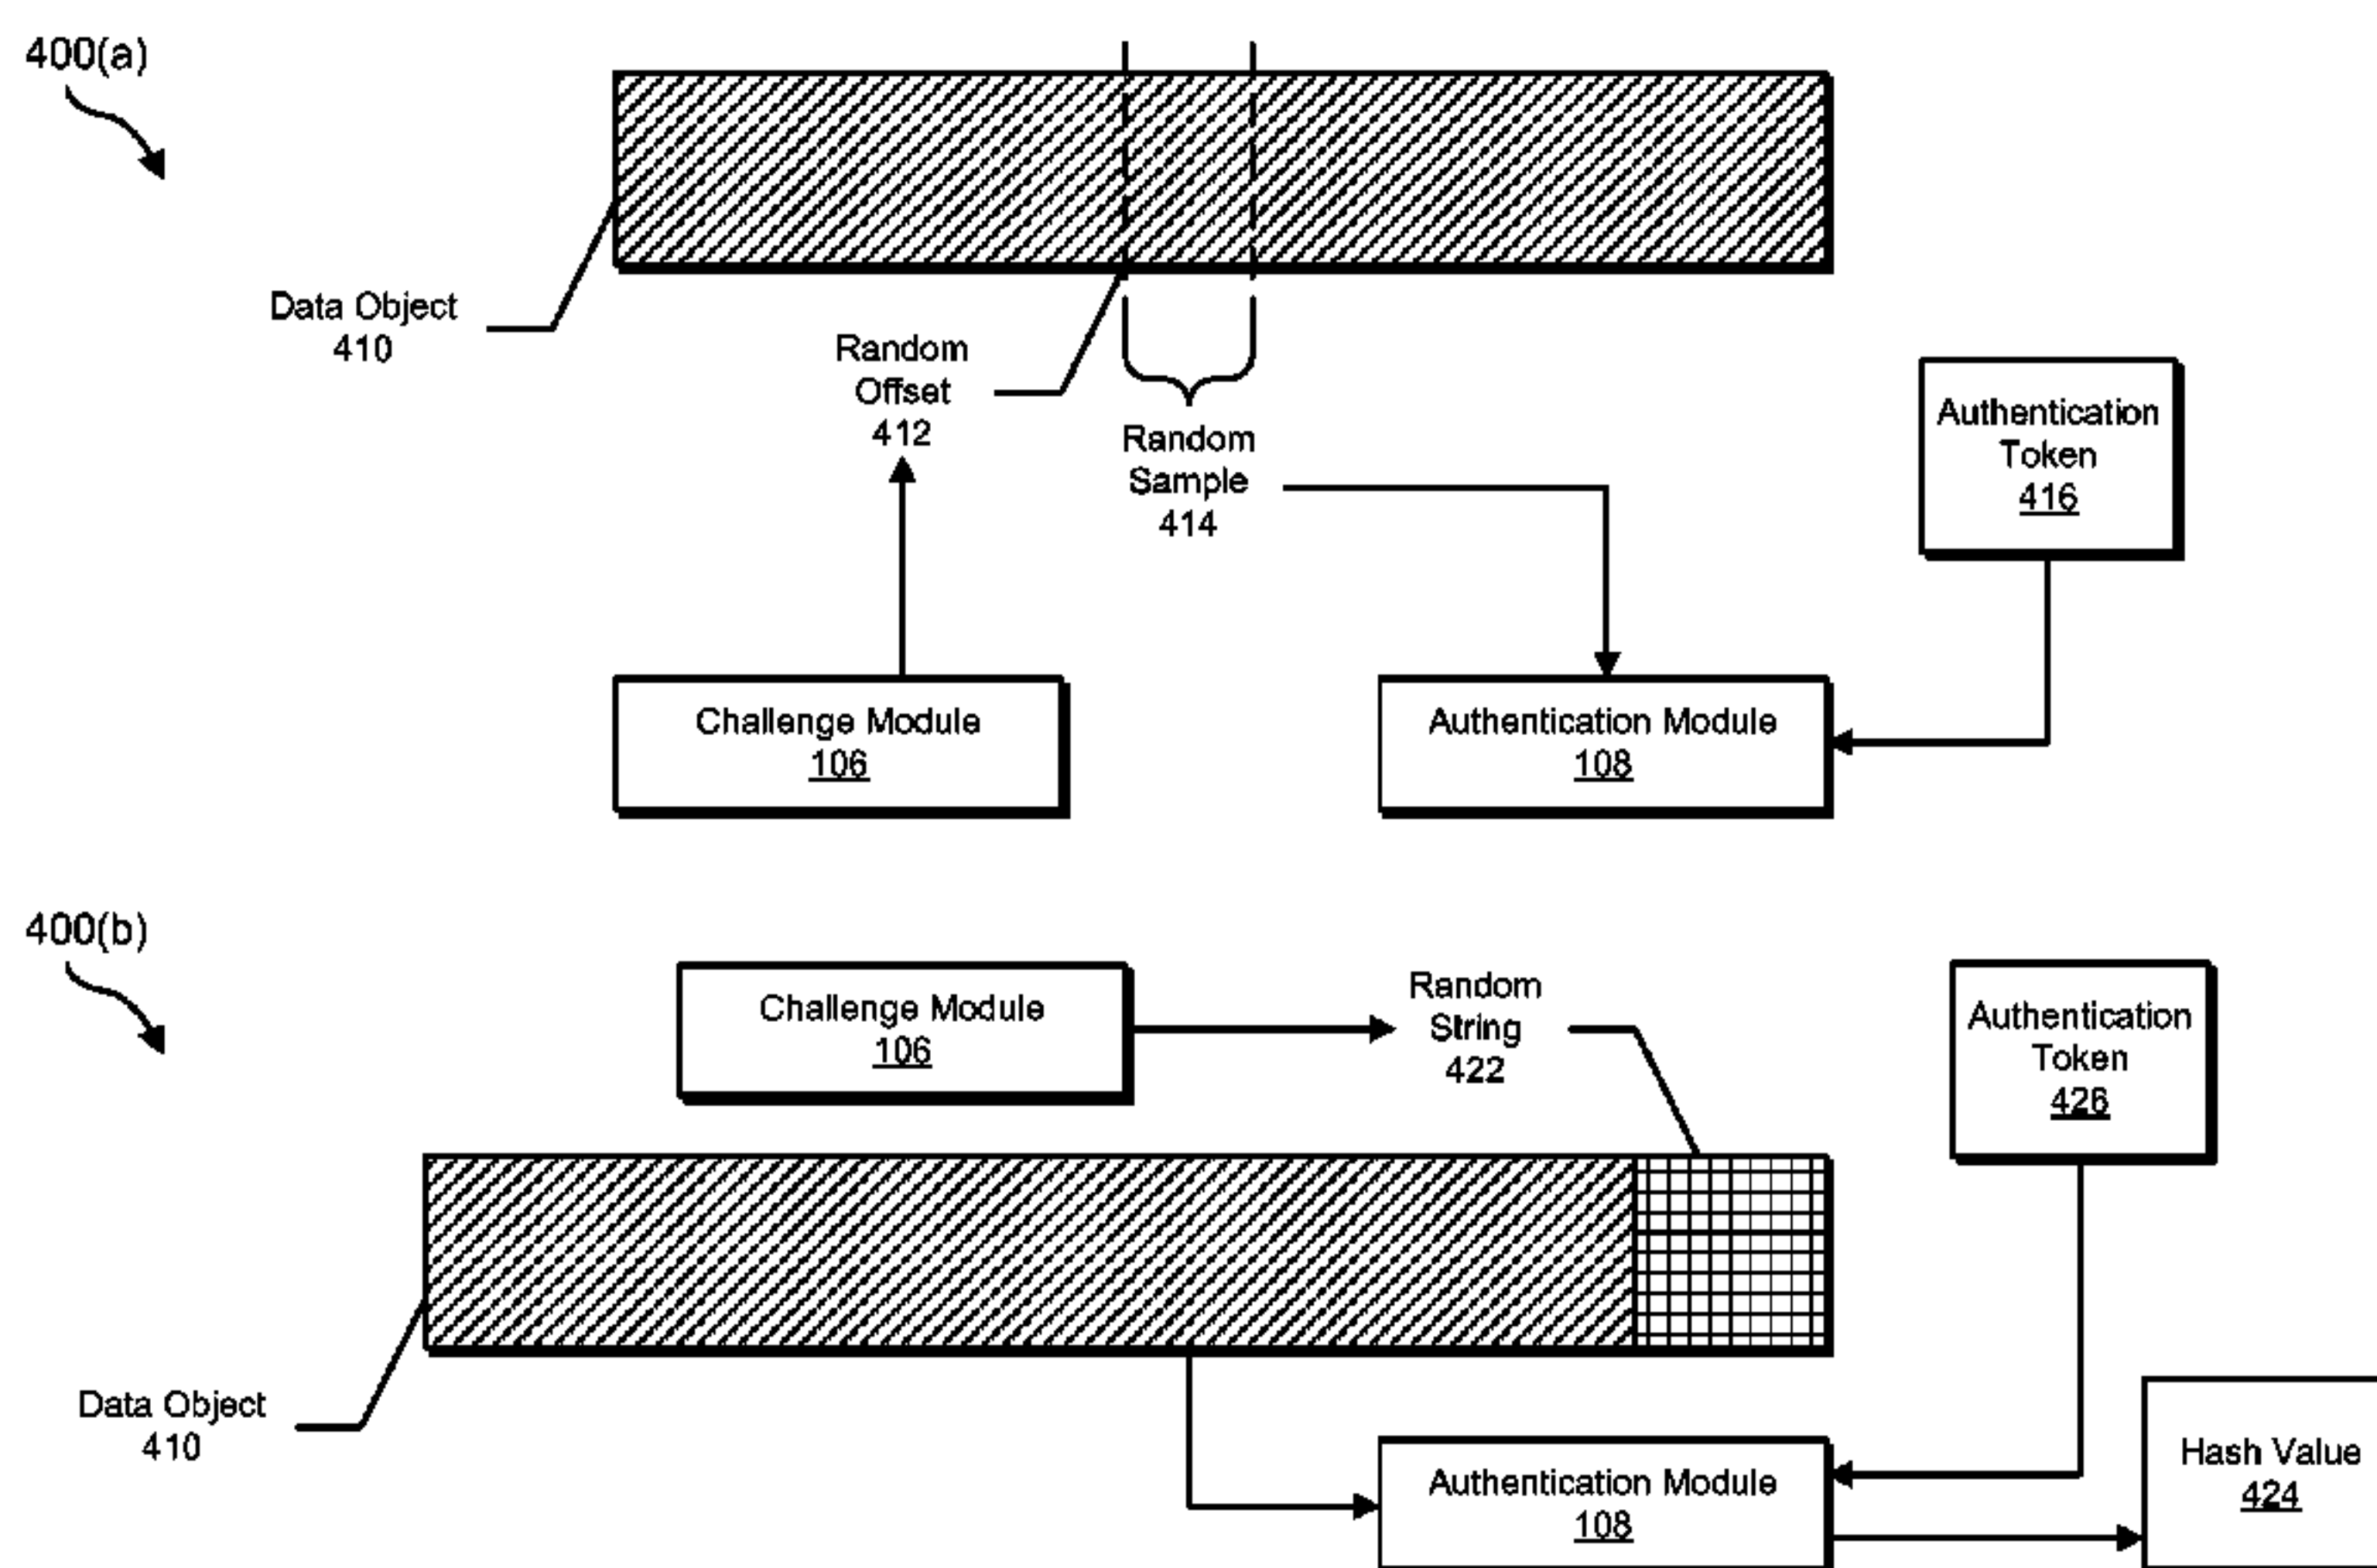 400(a)
Data Object
410
Random
Offset
412
Random
Sample
414
Authentication
Token
416
Challenge Module
106
Authentication Module
108
400(b)
Challenge Module
106
Random
String
422
Authentication
Token
426
Data Object
410
Authentication Module
108
Hash Value
424